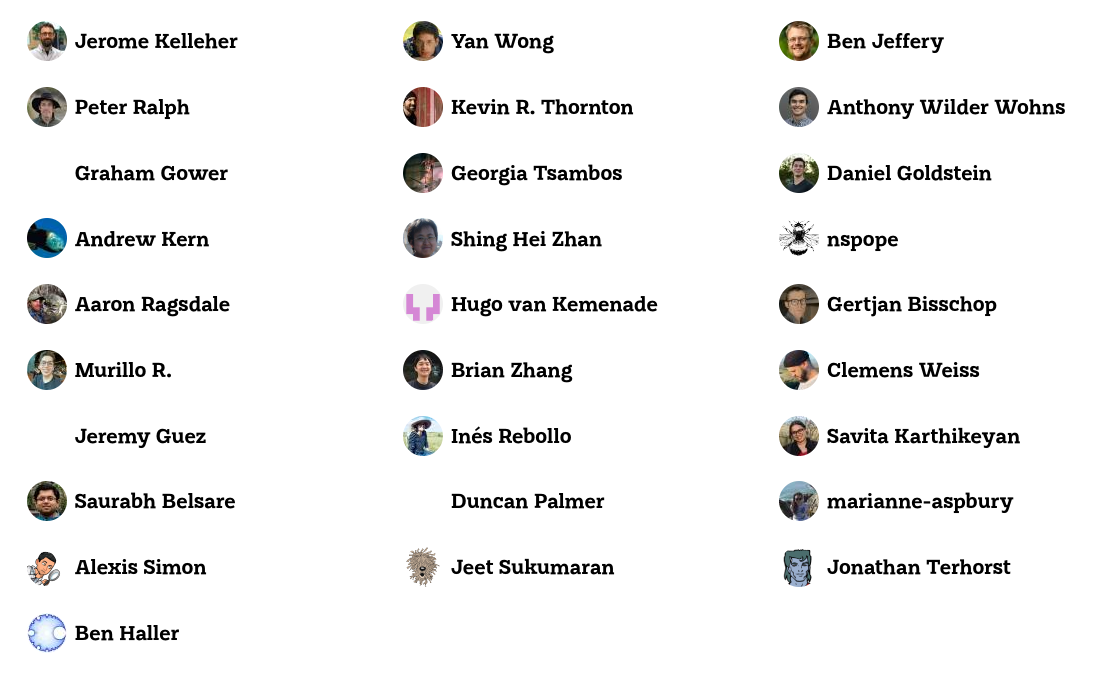 Jerome Kelleher
Yan Wong
Ben Jeffery
Peter Ralph
Kevin R. Thornton
Anthony Wilder Wohns
Graham Gower
Georgia Tsambos
Daniel Goldstein
Andrew Kern
Shing Hei Zhan
nspope
Aaron Ragsdale
Hugo van Kemenade
Gertjan Bisschop
Murillo R.
Brian Zhang
Clemens Weiss
Jeremy Guez
Inés Rebollo
Savita Karthikeyan
Saurabh Belsare
Duncan Palmer
marianne-aspbury
Alexis Simon
Jeet Sukumaran
Jonathan Terhorst
Ben Haller